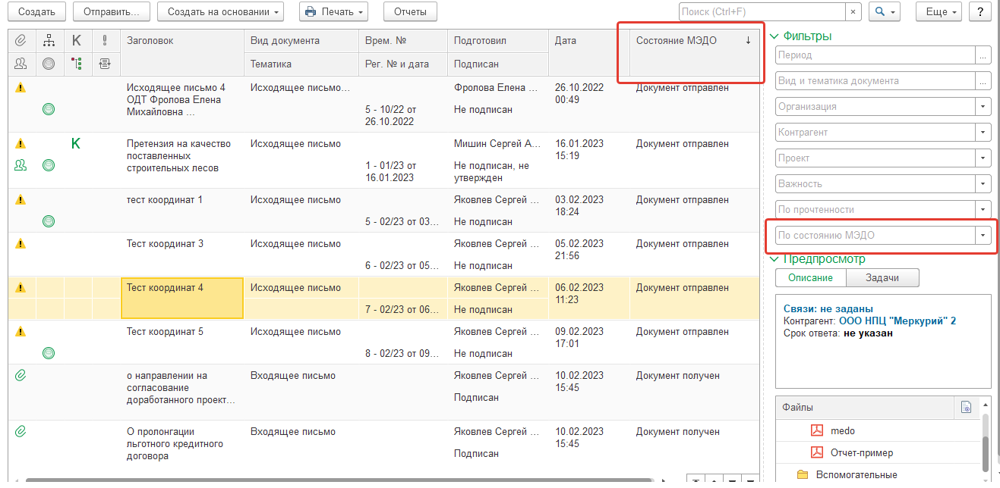 Создать Отправить... Создать на основании Печать Отчеты Поиск (Ctrl+F) × Еще ?
К ! Заголовок Вид документа Врем. № Подготовил Дата Состояние МЭДО ↓
Тематика Рег. № и дата Подписан
Исходящее письмо 4 Исходящее письмо... Фролова Елена ... 26.10.2022 Документ отправлен
ОДТ Фролова Елена 00:49
Михайловна ... 5 - 10/22 от Не подписан
26.10.2022
К Претензия на качество Исходящее письмо Мишин Сергей А... 16.01.2023 Документ отправлен
поставленных 15:19
строительных лесов 1 - 01/23 от Не подписан, не
16.01.2023 утвержден
тест координат 1 Исходящее письмо Яковлев Сергей ... 03.02.2023 Документ отправлен
18:24
5 - 02/23 от 03... Не подписан
Тест координат 3 Исходящее письмо Яковлев Сергей ... 05.02.2023 Документ отправлен
21:56
6 - 02/23 от 05... Не подписан
Тест координат 4 Исходящее письмо Яковлев Сергей ... 06.02.2023 Документ отправлен
11:23
7 - 02/23 от 06... Не подписан
Тест координат 5 Исходящее письмо Яковлев Сергей ... 09.02.2023 Документ отправлен
17:01
8 - 02/23 от 09... Не подписан
о направлении на Входящее письмо Яковлев Сергей ... 10.02.2023 Документ получен
согласование 15:45
доработанного проект... Подписан
О пролонгации Входящее письмо Яковлев Сергей ... 10.02.2023 Документ получен
льготного кредитного 15:45
договора Подписан
Фильтры
Период ...
Вид и тематика документа ...
Организация
Контрагент
Проект
Важность
По прочтенности
По состоянию МЭДО
Предпросмотр
Описание Задачи
Связи: не заданы
Контрагент: ООО НПЦ "Меркурий" 2
Срок ответа: не указан
Файлы
medo
Отчет-пример
Вспомогательные